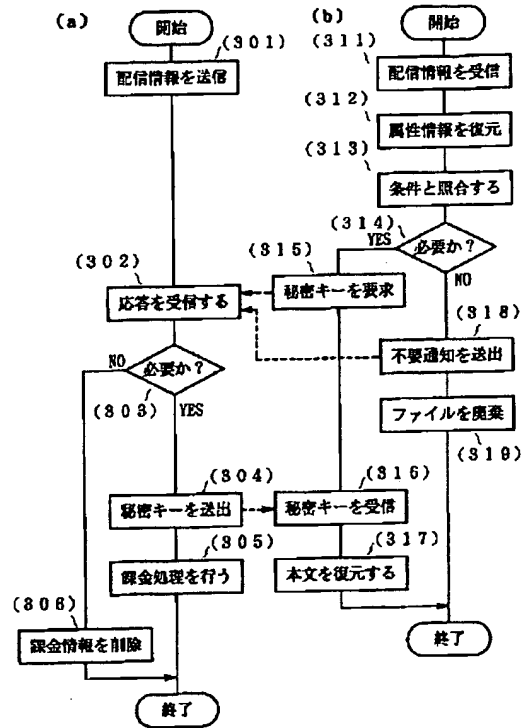 (a)
開始
(301)
配信情報を送信
(302)
応答を受信する
必要か?
NO
(303)
YES
(304)
秘密キーを送出
(305)
課金処理を行う
(306)
課金情報を削除
終了
(b)
開始
(311)
配信情報を受信
(312)
属性情報を復元
(313)
条件と照合する
(314)
必要か?
YES
NO
(315)
秘密キーを要求
(318)
不要通知を送出
ファイルを廃棄
(319)
(316)
秘密キーを受信
(317)
本文を復元する
終了